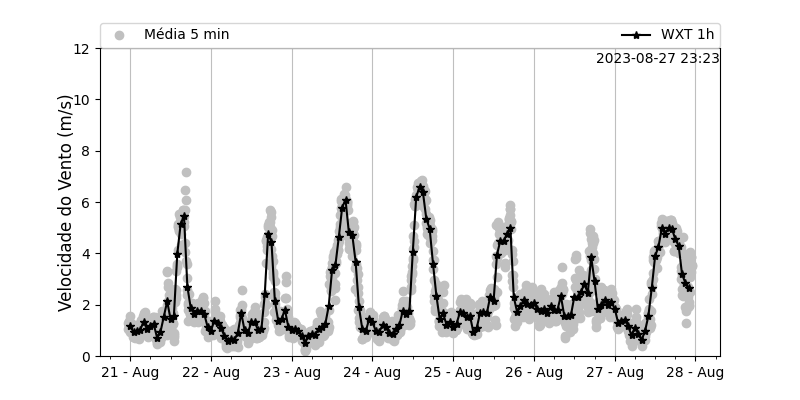 Média 5 min
WXT 1h
2023-08-27 23:23
Velocidade do Vento (m/s)
12
10
8
6
4
2
0
21 - Aug
22 - Aug
23 - Aug
24 - Aug
25 - Aug
26 - Aug
27 - Aug
28 - Aug